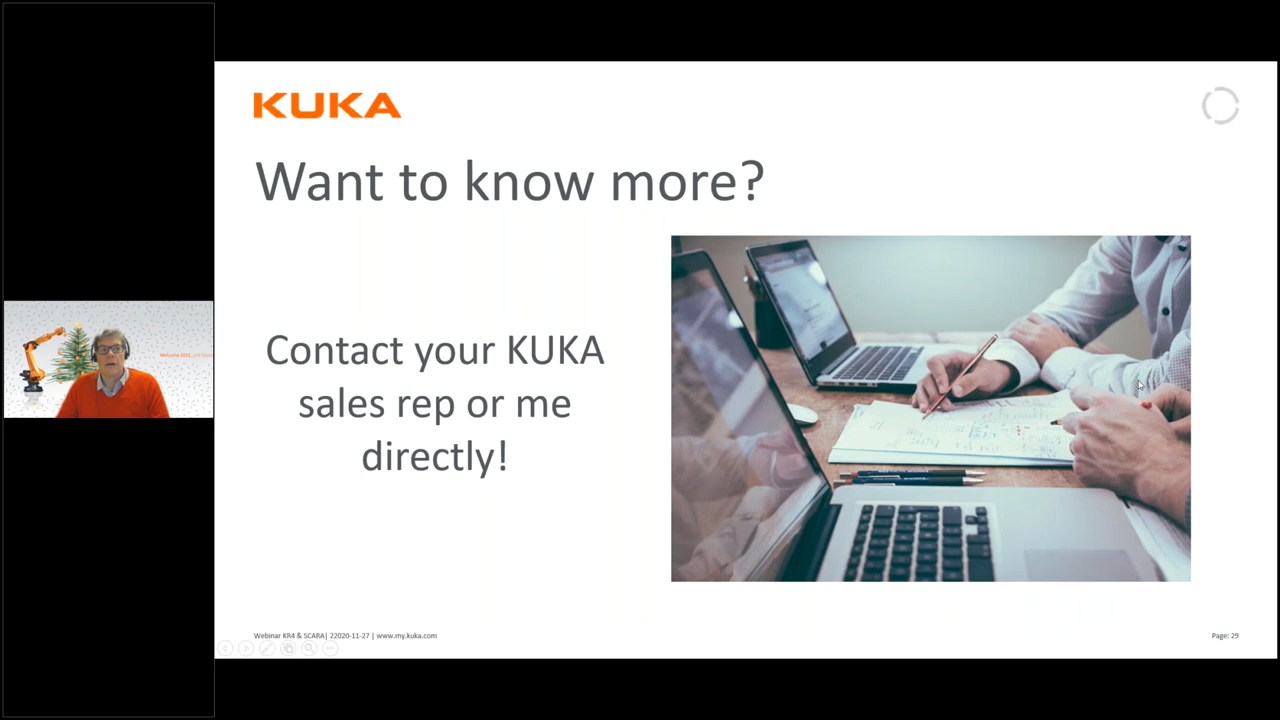 KUKA
Want to know more?
Contact your KUKA
sales rep or me
directly!
Webinar KR4 & SCARA| 22020-11-27 | www.my.kuka.com
Page: 29